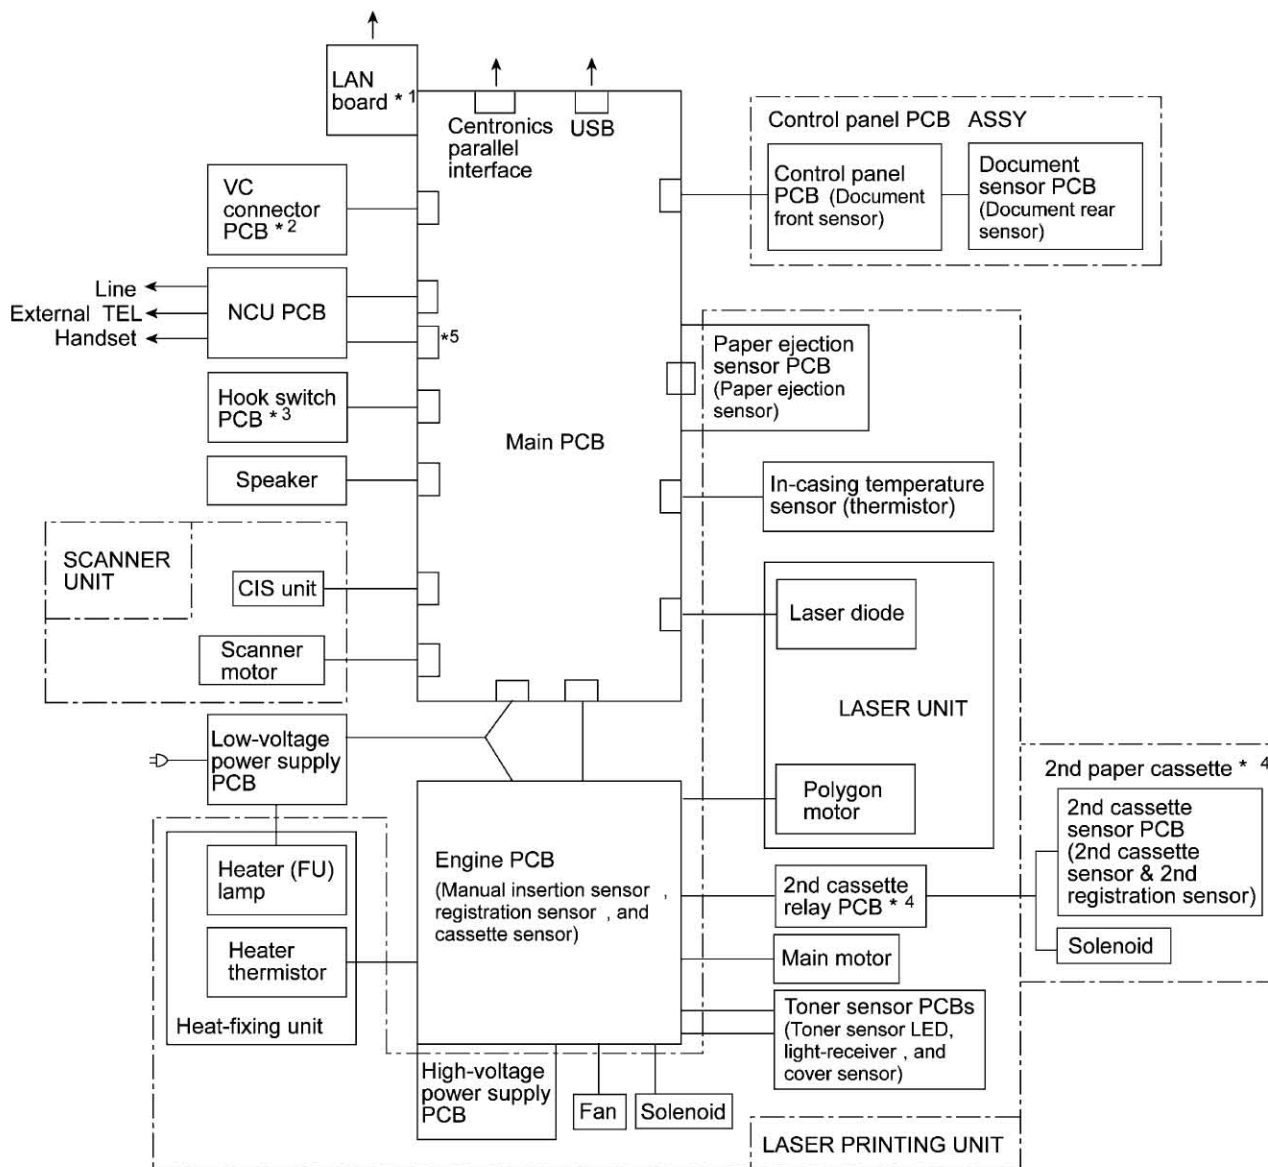 LAN
board * 1
Centronics
parallel
interface
USB
Control panel PCB ASSY
Control panel
PCB (Document
front sensor)
Document
sensor PCB
(Document rear
sensor)
VC
connector
PCB * 2
Line
External TEL
Handset
NCU PCB
*5
Hook switch
PCB * 3
Speaker
Main PCB
Paper ejection
sensor PCB
(Paper ejection
sensor)
In-casing temperature
sensor (thermistor)
SCANNER
UNIT
CIS unit
Scanner
motor
Laser diode
LASER UNIT
Polygon
motor
Low-voltage
power supply
PCB
2nd paper cassette * 4
2nd cassette
sensor PCB
(2nd cassette
sensor & 2nd
registration sensor)
Solenoid
Heater (FU)
lamp
Heater
thermistor
Heat-fixing unit
Engine PCB
(Manual insertion sensor ,
registration sensor , and
cassette sensor)
2nd cassette
relay PCB * 4
Main motor
Toner sensor PCBs
(Toner sensor LED,
light-receiver , and
cover sensor)
High-voltage
power supply
PCB
Fan
Solenoid
LASER PRINTING UNIT